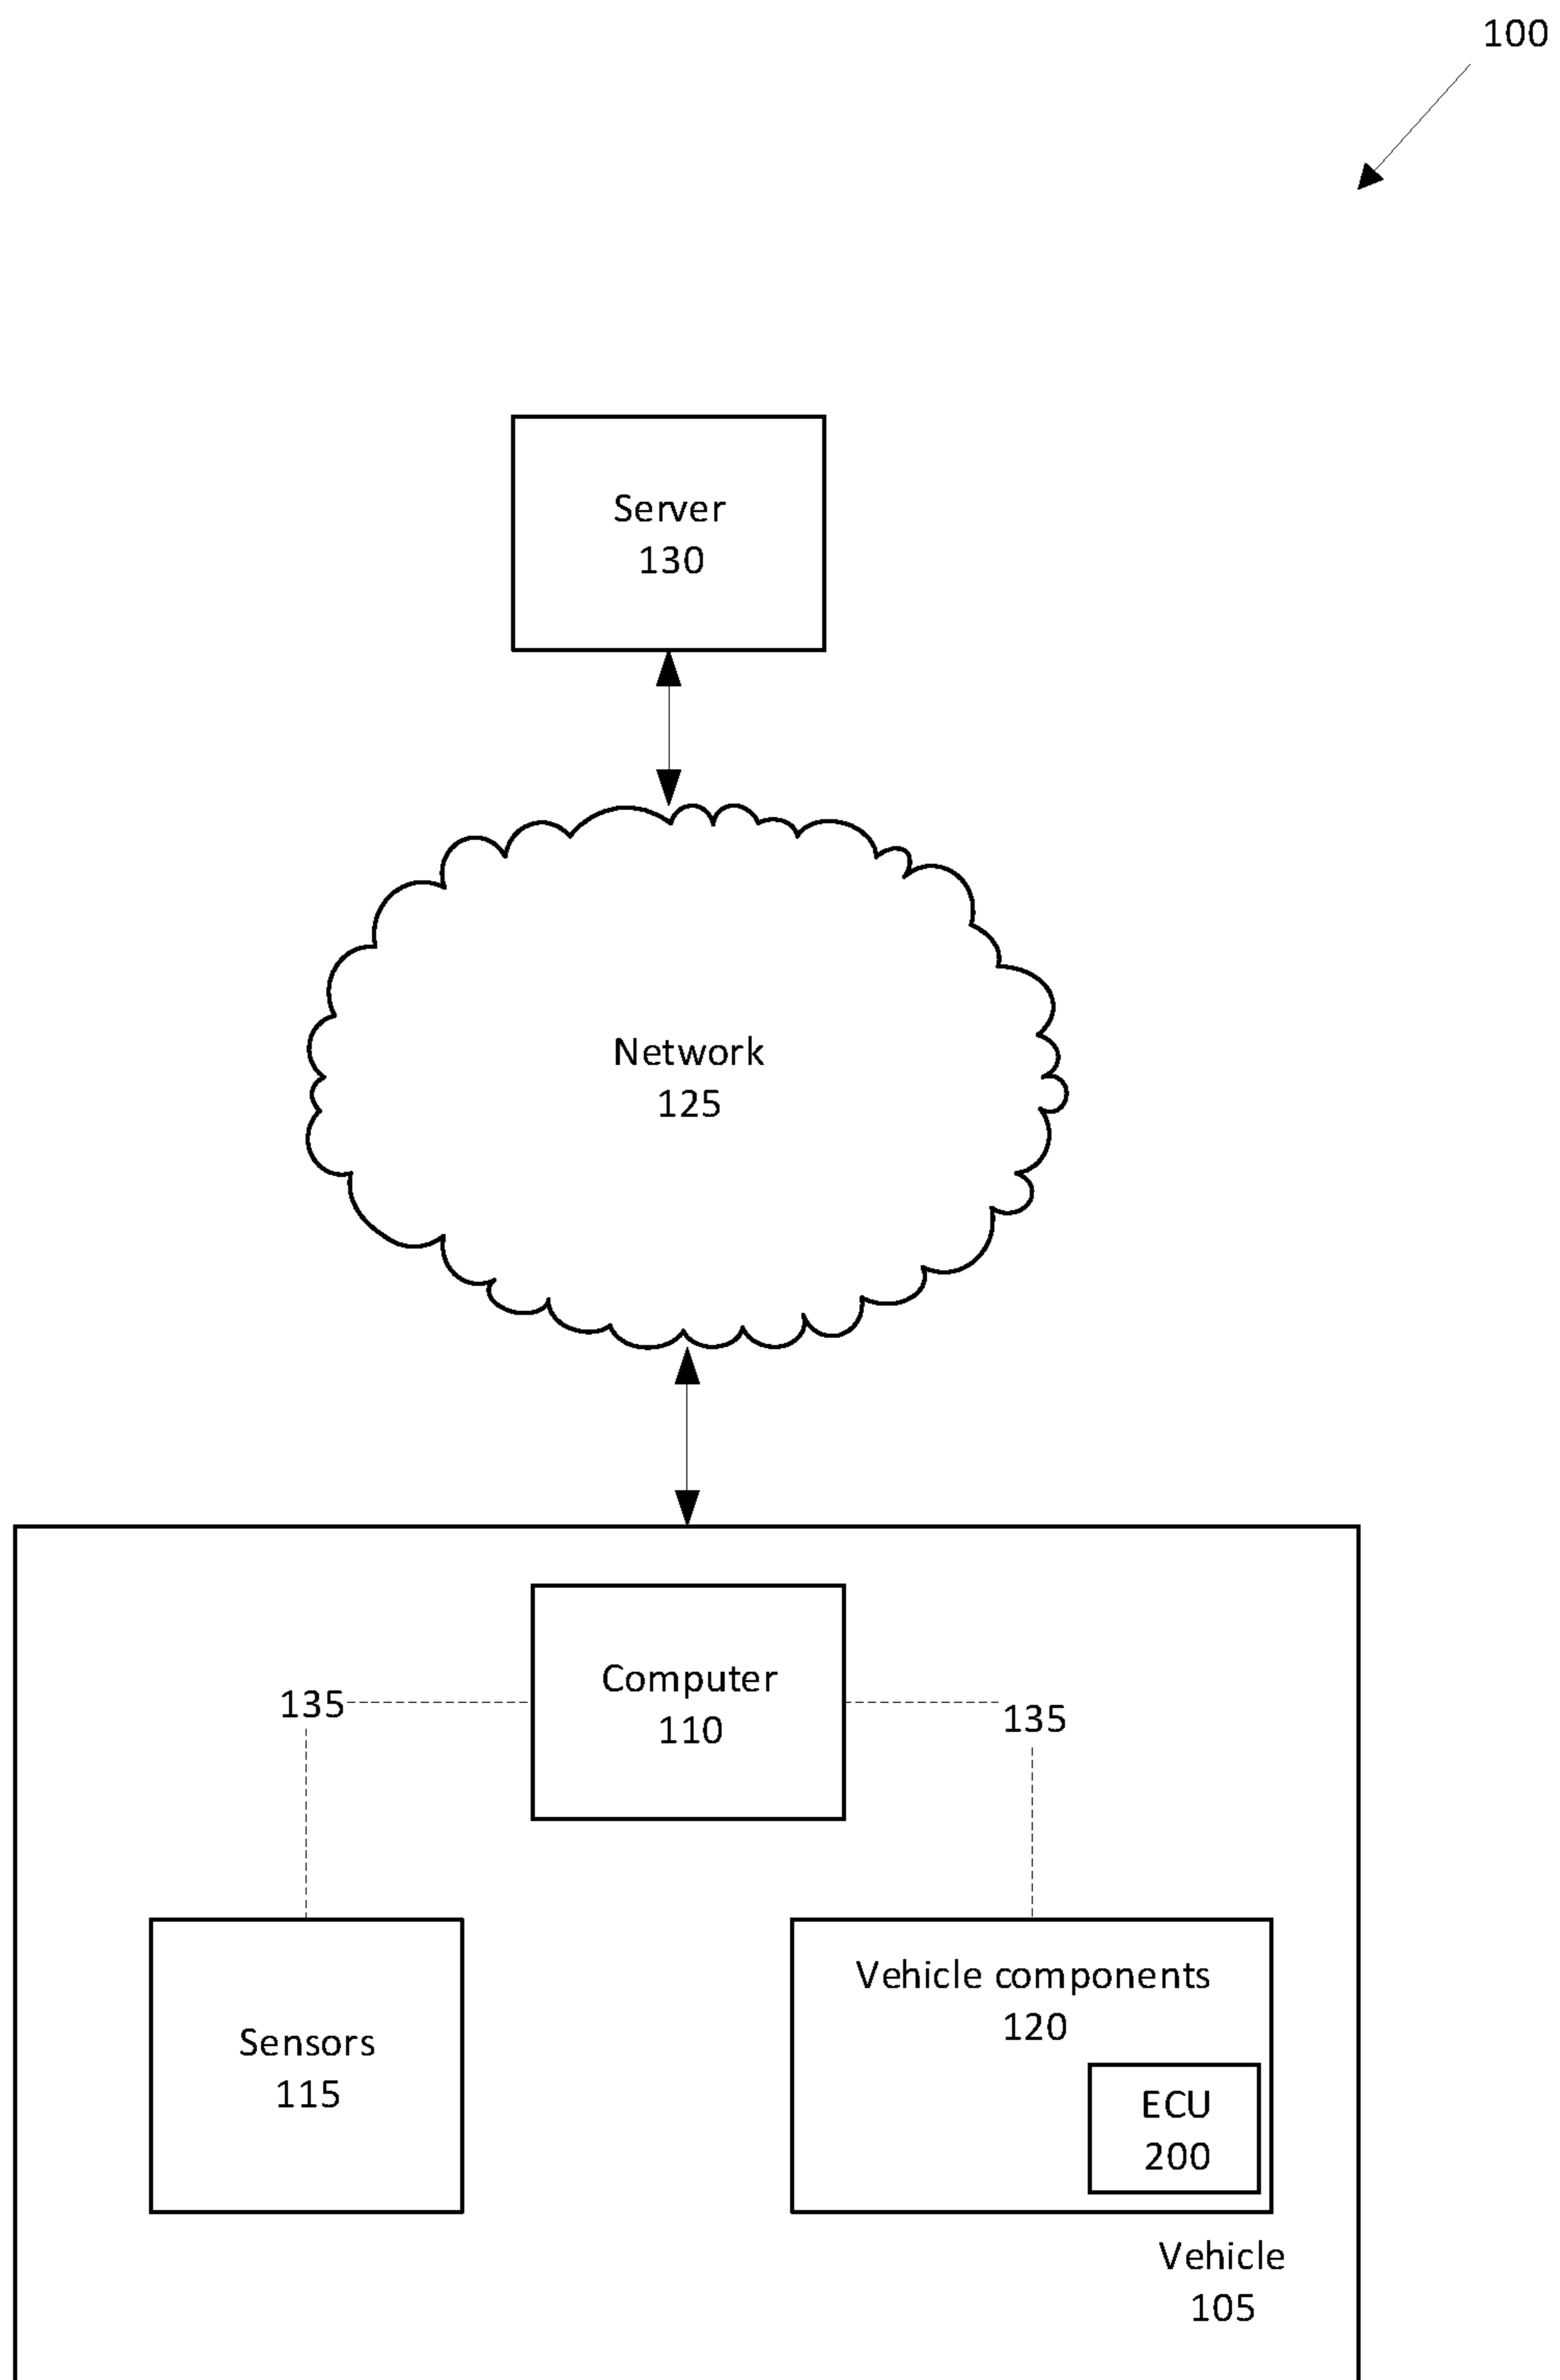 100
Server
130
Network
125
Computer
110
135
135
Sensors
115
Vehicle components
120
ECU
200
Vehicle
105